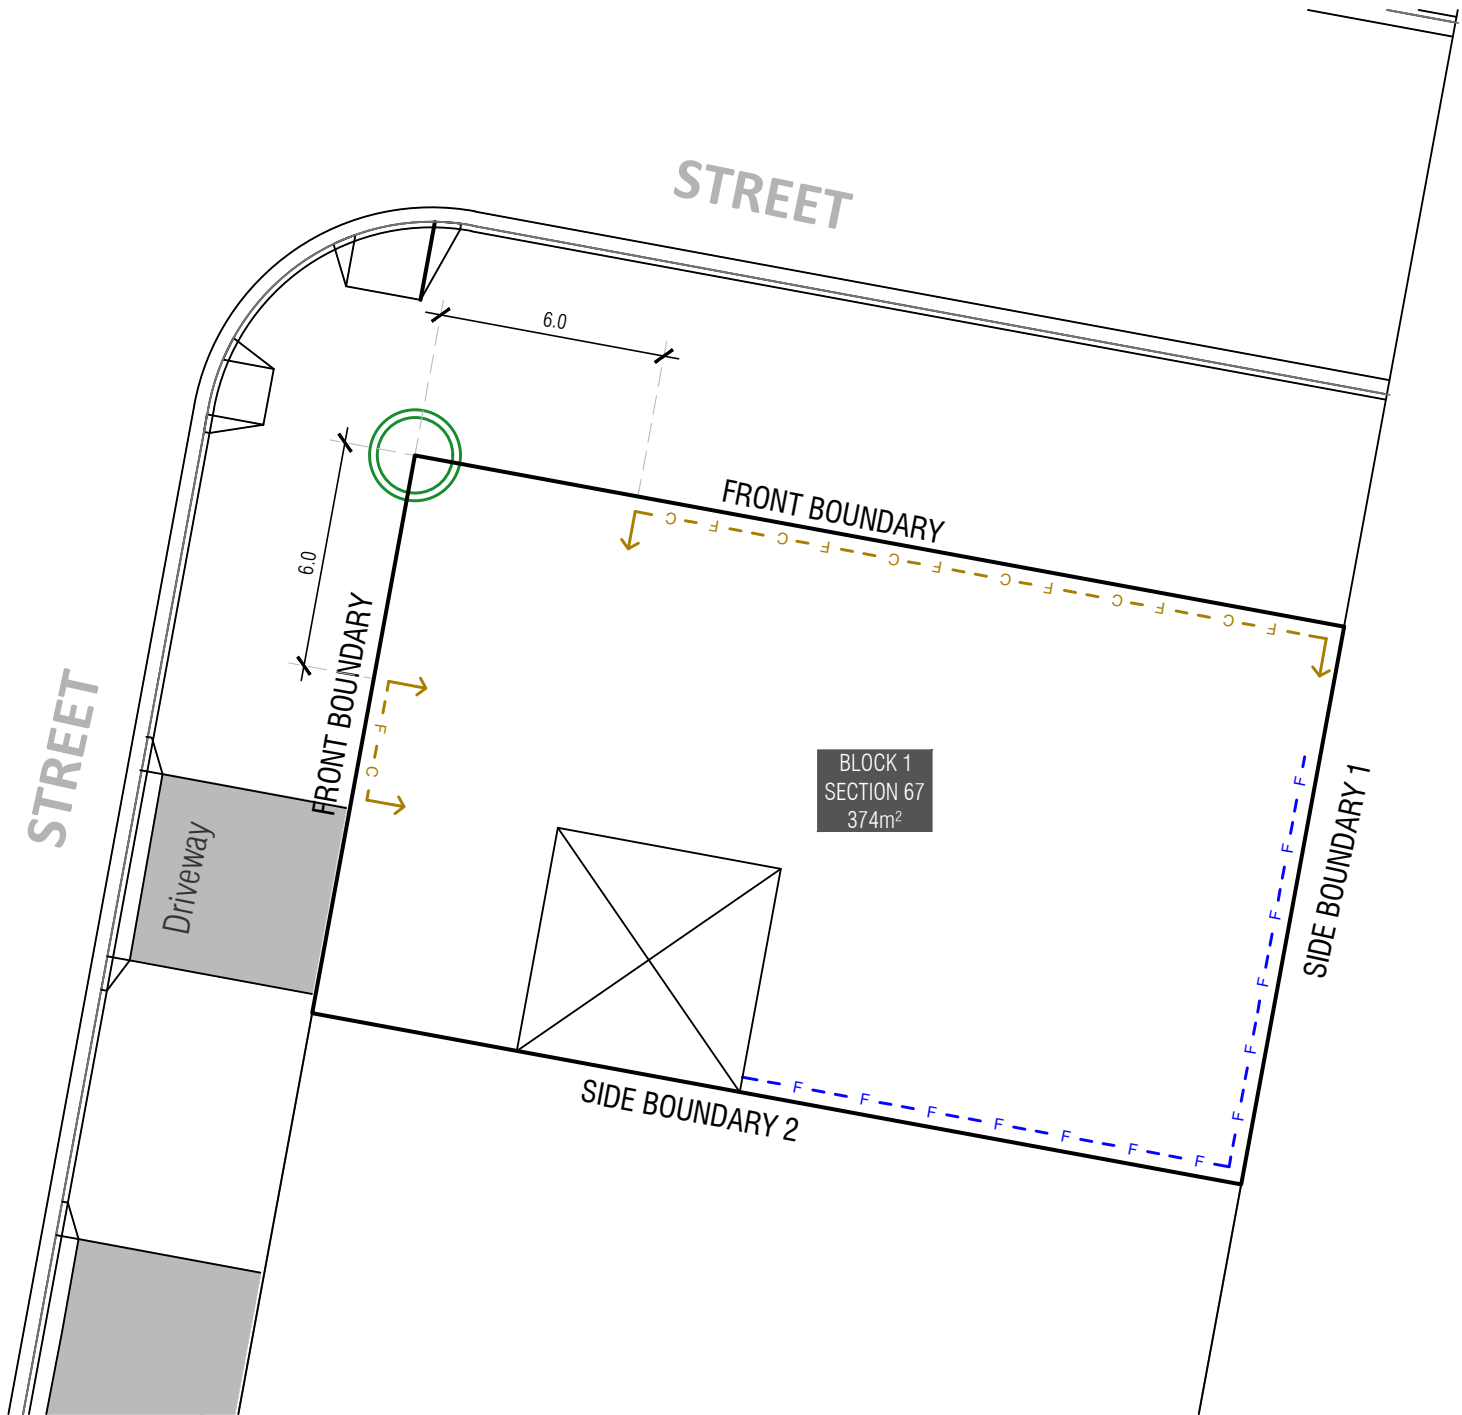 STREET
6.0
FRONT BOUNDARY
C F C F C F C F C F C F
6.0
FRONT BOUNDARY
F
C
STREET
BLOCK 1
SECTION 67
374m²
Driveway
SIDE BOUNDARY 1
F
F
F
F
F
F
SIDE BOUNDARY 2
F F F F F F F